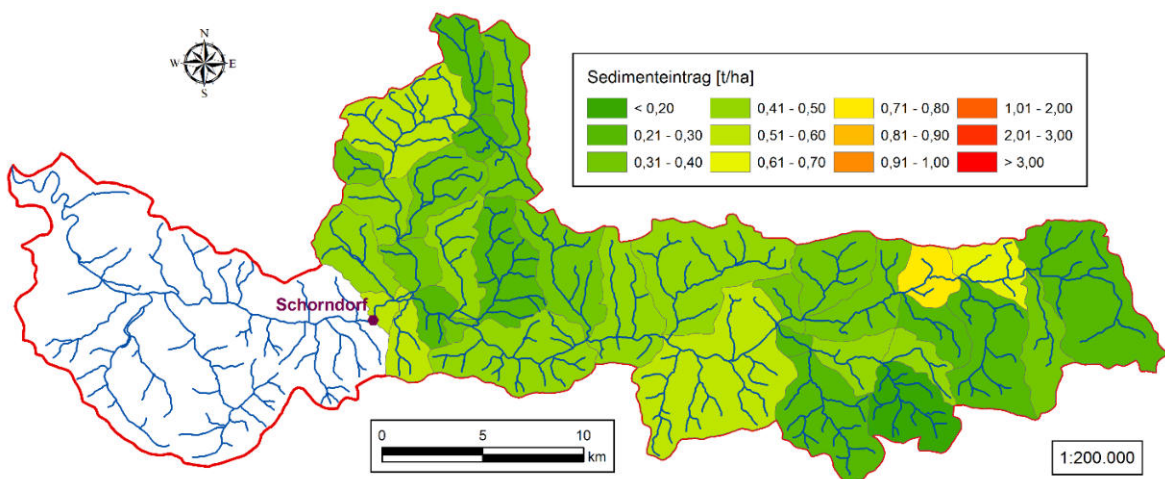 N
W E
S
Sedimenteintrag [t/ha]
< 0,20
0,21 - 0,30
0,31 - 0,40
0,41 - 0,50
0,51 - 0,60
0,61 - 0,70
0,71 - 0,80
0,81 - 0,90
0,91 - 1,00
1,01 - 2,00
2,01 - 3,00
> 3,00
Schorndorf
0 5 10
km
1:200.000